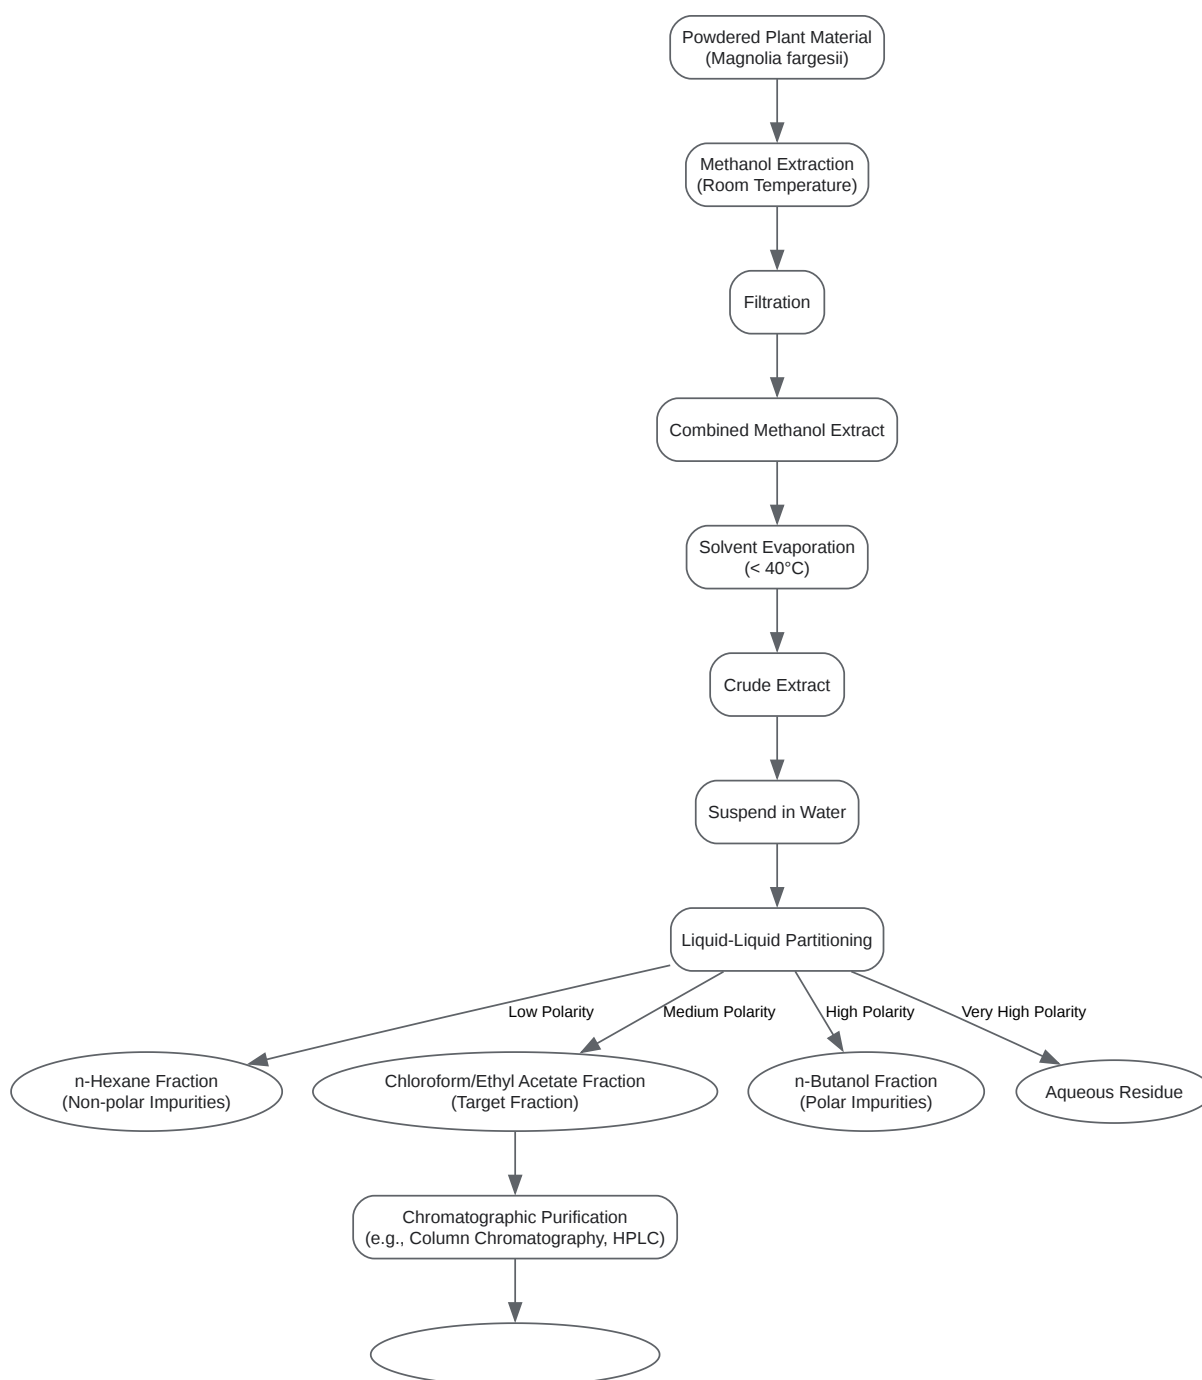 Powdered Plant Material
(Magnolia fargesii)
Methanol Extraction
(Room Temperature)
Filtration
Combined Methanol Extract
Solvent Evaporation
(< 40°C)
Crude Extract
Suspend in Water
Liquid-Liquid Partitioning
Low Polarity
Medium Polarity
High Polarity
Very High Polarity
n-Hexane Fraction
(Non-polar Impurities)
Chloroform/Ethyl Acetate Fraction
(Target Fraction)
n-Butanol Fraction
(Polar Impurities)
Aqueous Residue
Chromatographic Purification
(e.g., Column Chromatography, HPLC)